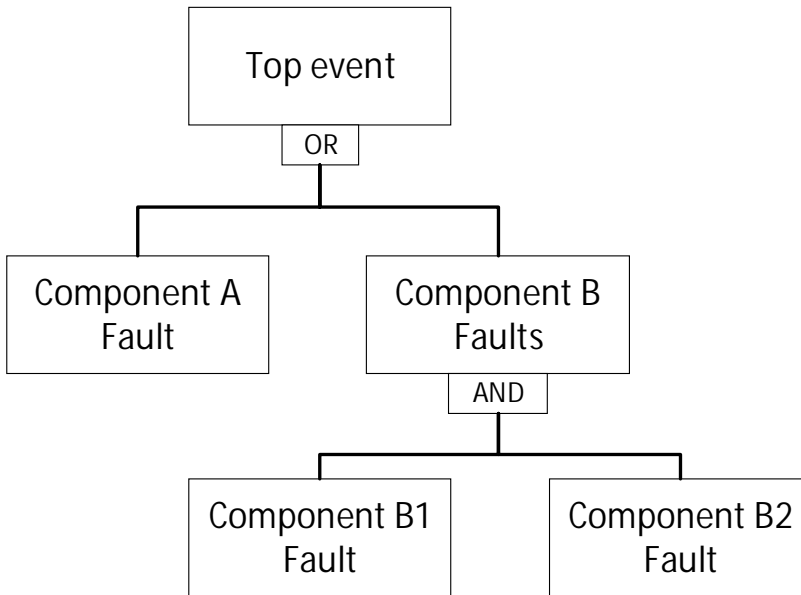 Top event
OR
Component A
Fault
Component B
Faults
AND
Component B1
Fault
Component B2
Fault